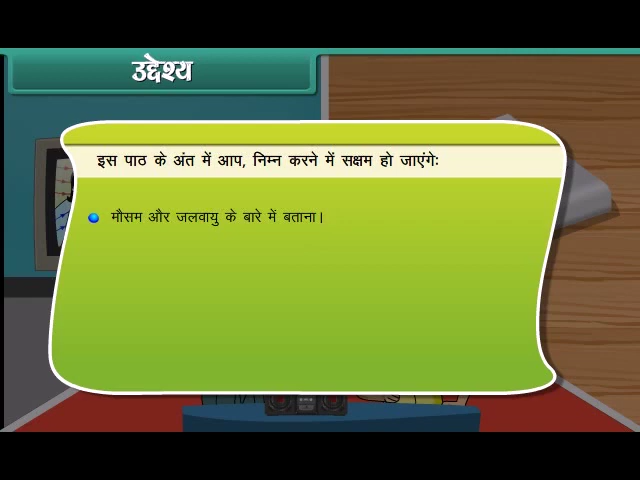 उद्देश्य
इस पाठ के अंत में आप, निम्न करने में सक्षम हो जाएंगेः
मौसम और जलवायु के बारे में बताना।